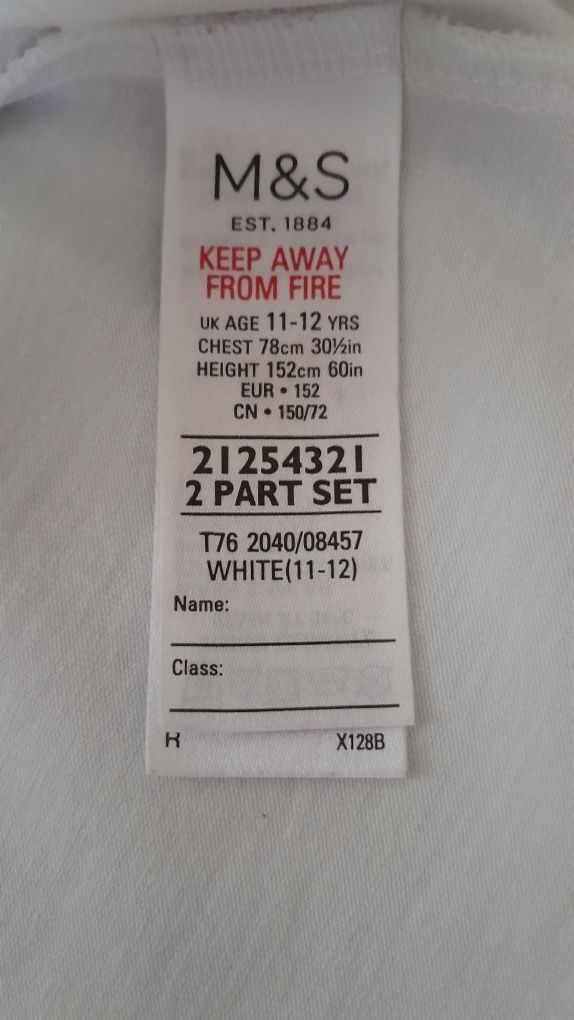 M&S
EST. 1884
KEEP AWAY
FROM FIRE
UK AGE 11-12 YRS
CHEST 78cm 30½in
HEIGHT 152cm 60in
EUR • 152
CN • 150/72
21254321
2 PART SET
T76 2040/08457
WHITE(11-12)
Name:
Class:
X128B